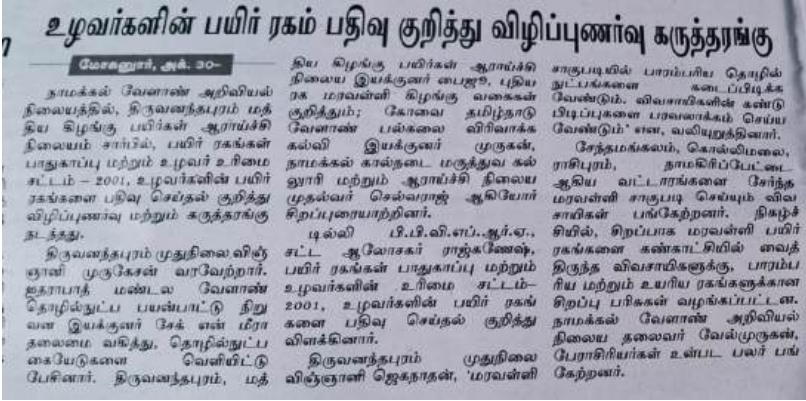 உழவர்களின் பயிர் ரகம் பதிவு குறித்து விழிப்புணர்வு கருத்தரங்கு
மோகனூர், அக். 30–
நாமக்கல் வேளாண் அறிவியல்
நிலையத்தில், திருவனந்தபுரம் மத்
திய கிழங்கு பயிர்கள் ஆராய்ச்சி
நிலையம் சார்பில், பயிர் ரகங்கள்
பாதுகாப்பு மற்றும் உழவர் உரிமை
சட்டம் – 2001, உழவர்களின் பயிர்
ரகங்களை பதிவு செய்தல் குறித்து
விழிப்புணர்வு மற்றும் கருத்தரங்கு
நடந்தது.
திருவனந்தபுரம் முதுநிலை விஞ்
ஞானி முருகேசன் வரவேற்றார்.
ஐதராபாத் மண்டல வேளாண்
தொழில்நுட்ப பயன்பாட்டு நிறு
வன இயக்குனர் சேக் என் மீரா
தலைமை வகித்து, தொழில்நுட்ப
கையேடுகளை வெளியிட்டு
பேசினார். திருவனந்தபுரம், மத்
திய கிழங்கு பயிர்கள் ஆராய்ச்சி
நிலைய இயக்குனர் பைஜூ, புதிய
ரக மரவள்ளி கிழங்கு வகைகள்
குறித்தும்; கோவை தமிழ்நாடு
வேளாண் பல்கலை விரிவாக்க
கல்வி இயக்குனர் முருகன்,
நாமக்கல் கால்நடை மருத்துவ கல்
லூரி மற்றும் ஆராய்ச்சி நிலைய
முதல்வர் செல்வராஜ் ஆகியோர்
சிறப்புரையாற்றினர்.
டில்லி பி.பி.வி.எப்.ஆர்.ஏ.,
சட்ட ஆலோசகர் ராஜ்கணேஷ்,
பயிர் ரகங்கள் பாதுகாப்பு மற்றும்
உழவர்களின் உரிமை சட்டம்–
2001, உழவர்களின் பயிர் ரகங்
களை பதிவு செய்தல் குறித்து
விளக்கினார்.
திருவனந்தபுரம் முதுநிலை
விஞ்ஞானி ஜெகநாதன், 'மரவள்ளி
சாகுபடியில் பாரம்பரிய தொழில்
நுட்பங்களை கடைப்பிடிக்க
வேண்டும். விவசாயிகளின் கண்டு
பிடிப்புகளை பரவலாக்கம் செய்ய
வேண்டும்' என, வலியுறுத்தினார்.
சேந்தமங்கலம், கொல்லிமலை,
ராசிபுரம், நாமகிரிப்பேட்டை
ஆகிய வட்டாரங்களை சேர்ந்த
மரவள்ளி சாகுபடி செய்யும் விவ
சாயிகள் பங்கேற்றனர். நிகழ்ச்
சியில், சிறப்பாக மரவள்ளி பயிர்
ரகங்களை கண்காட்சியில் வைத்
திருந்த விவசாயிகளுக்கு, பாரம்ப
ரிய மற்றும் உயரிய ரகங்களுக்கான
சிறப்பு பரிசுகள் வழங்கப்பட்டன.
நாமக்கல் வேளாண் அறிவியல்
நிலைய தலைவர் வேல்முருகன்,
பேராசிரியர்கள் உள்பட பலர் பங்
கேற்றனர்.